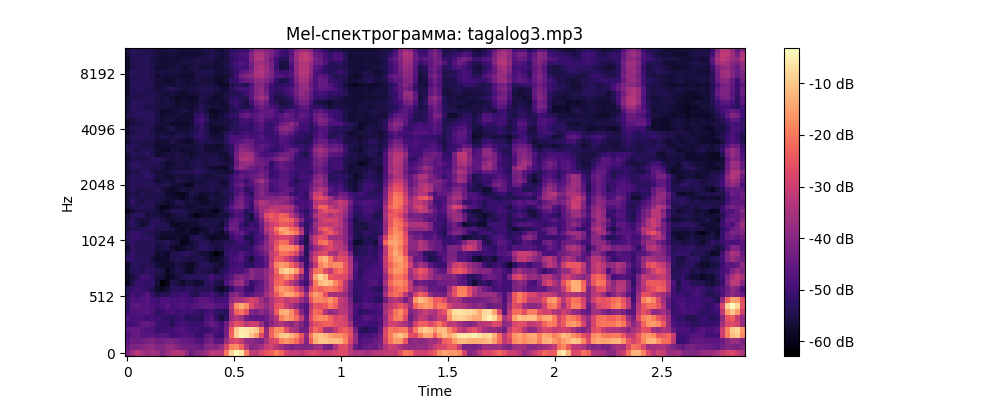 Mel-спектрограмма: tagalog3.mp3
8192
4096
2048
1024
512
0
Hz
0 0.5 1 1.5 2 2.5
Time
-10 dB
-20 dB
-30 dB
-40 dB
-50 dB
-60 dB